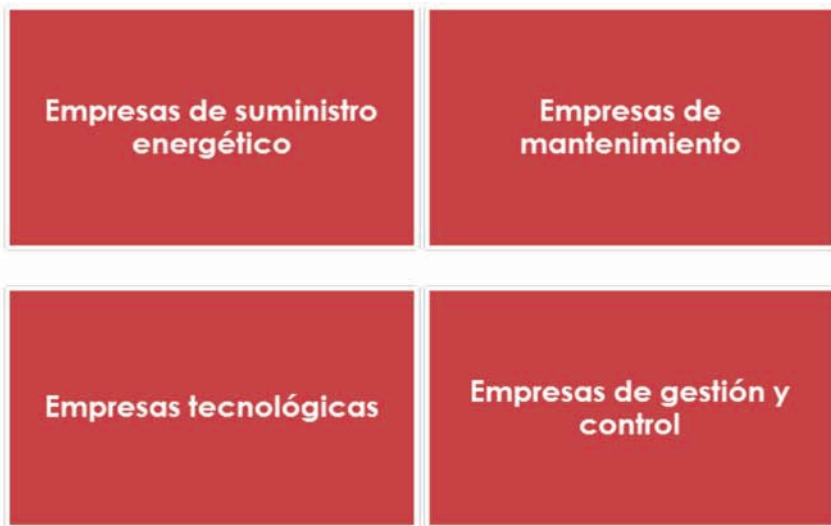 Empresas de suministro
energético
Empresas de
mantenimiento
Empresas tecnológicas
Empresas de gestión y
control